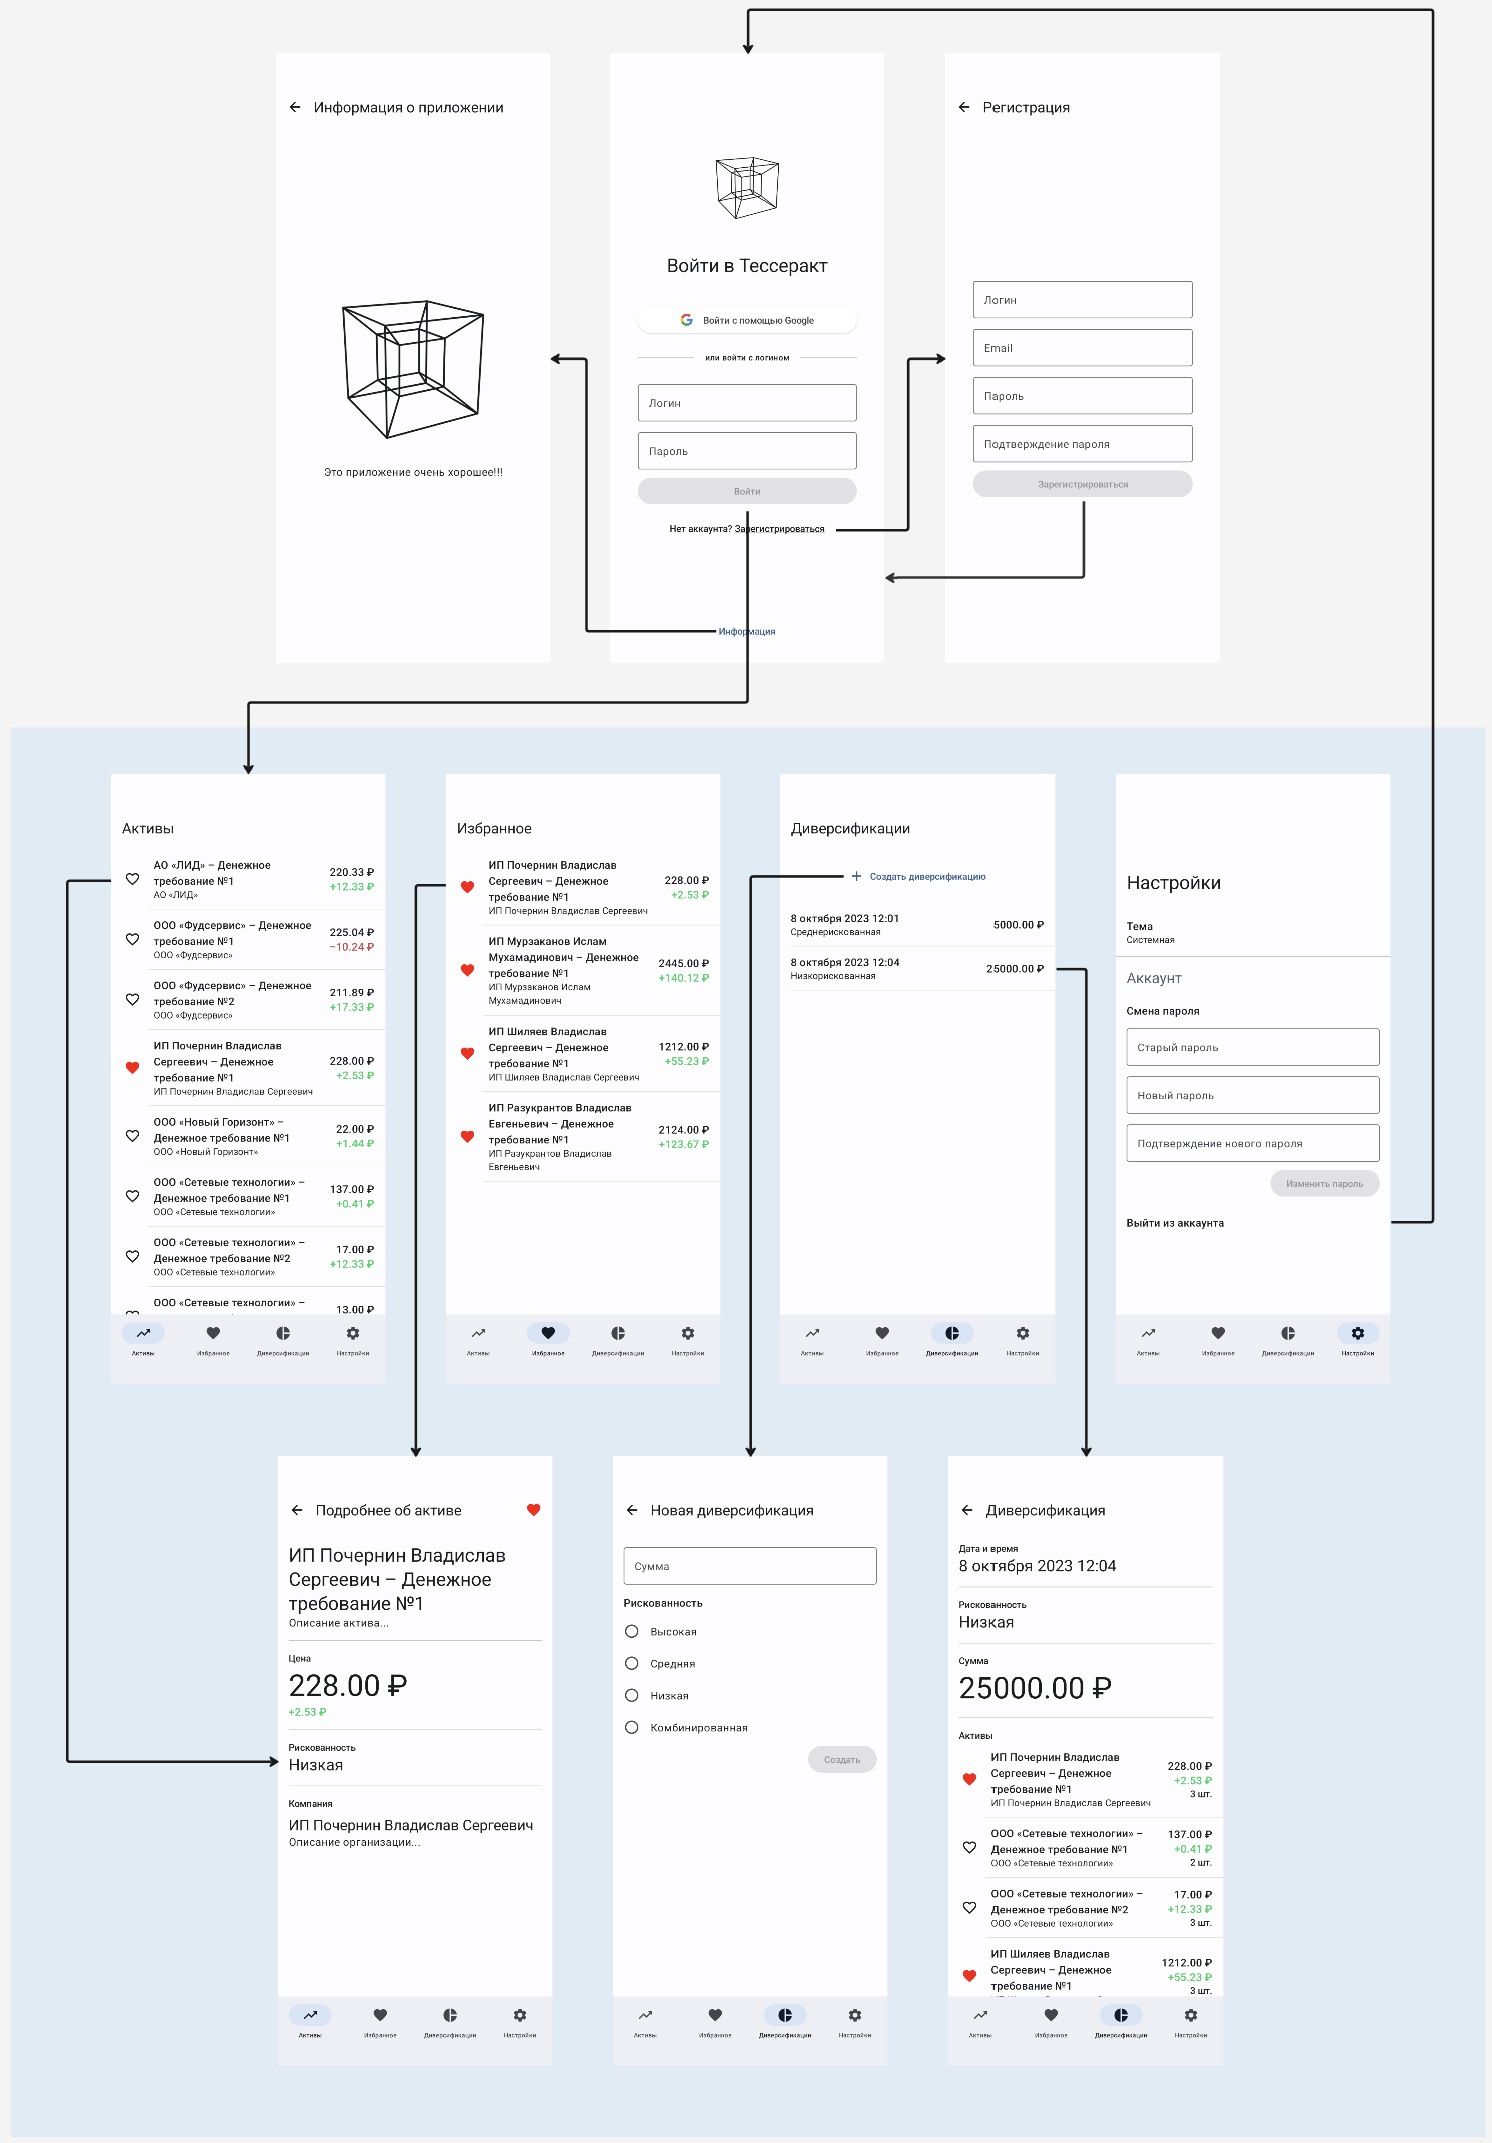 Информация о приложении
Это приложение очень хорошее!!!
Войти в Тессеракт
Войти с помощью Google
или войти с логином
Логин
Пароль
Войти
Нет аккаунта? Зарегистрироваться
Информация
Регистрация
Логин
Email
Пароль
Подтверждение пароля
Зарегистрироваться
Активы
АО «ЛИД» – Денежное
требование №1
АО «ЛИД»
220.33 ₽
+12.33 ₽
ООО «Фудсервис» – Денежное
требование №1
ООО «Фудсервис»
225.04 ₽
−10.24 ₽
ООО «Фудсервис» – Денежное
требование №2
ООО «Фудсервис»
211.89 ₽
+17.33 ₽
ИП Почернин Владислав
Сергеевич – Денежное
требование №1
ИП Почернин Владислав Сергеевич
228.00 ₽
+2.53 ₽
ООО «Новый Горизонт» –
Денежное требование №1
ООО «Новый Горизонт»
22.00 ₽
+1.44 ₽
ООО «Сетевые технологии» –
Денежное требование №1
ООО «Сетевые технологии»
137.00 ₽
+0.41 ₽
ООО «Сетевые технологии» –
Денежное требование №2
ООО «Сетевые технологии»
17.00 ₽
+12.33 ₽
ООО «Сетевые технологии» –
13.00 ₽
Активы
Избранное
Диверсификации
Настройки
Избранное
ИП Почернин Владислав
Сергеевич – Денежное
требование №1
ИП Почернин Владислав Сергеевич
228.00 ₽
+2.53 ₽
ИП Мурзаканов Ислам
Мухамадинович – Денежное
требование №1
ИП Мурзаканов Ислам
Мухамадинович
2445.00 ₽
+140.12 ₽
ИП Шиляев Владислав
Сергеевич – Денежное
требование №1
ИП Шиляев Владислав Сергеевич
1212.00 ₽
+55.23 ₽
ИП Разукрантов Владислав
Евгеньевич – Денежное
требование №1
ИП Разукрантов Владислав
Евгеньевич
2124.00 ₽
+123.67 ₽
Активы
Избранное
Диверсификации
Настройки
Диверсификации
Создать диверсификацию
8 октября 2023 12:01
Среднерискованная
5000.00 ₽
8 октября 2023 12:04
Низкорискованная
25000.00 ₽
Активы
Избранное
Диверсификации
Настройки
Настройки
Тема
Системная
Аккаунт
Смена пароля
Старый пароль
Новый пароль
Подтверждение нового пароля
Изменить пароль
Выйти из аккаунта
Активы
Избранное
Диверсификации
Настройки
Подробнее об активе
ИП Почернин Владислав
Сергеевич – Денежное
требование №1
Описание актива...
Цена
228.00 ₽
+2.53 ₽
Рискованность
Низкая
Компания
ИП Почернин Владислав Сергеевич
Описание организации...
Активы
Избранное
Диверсификации
Настройки
Новая диверсификация
Сумма
Рискованность
Высокая
Средняя
Низкая
Комбинированная
Создать
Активы
Избранное
Диверсификации
Настройки
Диверсификация
Дата и время
8 октября 2023 12:04
Рискованность
Низкая
Сумма
25000.00 ₽
Активы
ИП Почернин Владислав
Сергеевич – Денежное
требование №1
ИП Почернин Владислав Сергеевич
228.00 ₽
+2.53 ₽
3 шт.
ООО «Сетевые технологии» –
Денежное требование №1
ООО «Сетевые технологии»
137.00 ₽
+0.41 ₽
2 шт.
ООО «Сетевые технологии» –
Денежное требование №2
ООО «Сетевые технологии»
17.00 ₽
+12.33 ₽
3 шт.
ИП Шиляев Владислав
Сергеевич – Денежное
требование №1
1212.00 ₽
+55.23 ₽
3 шт.
Активы
Избранное
Диверсификации
Настройки